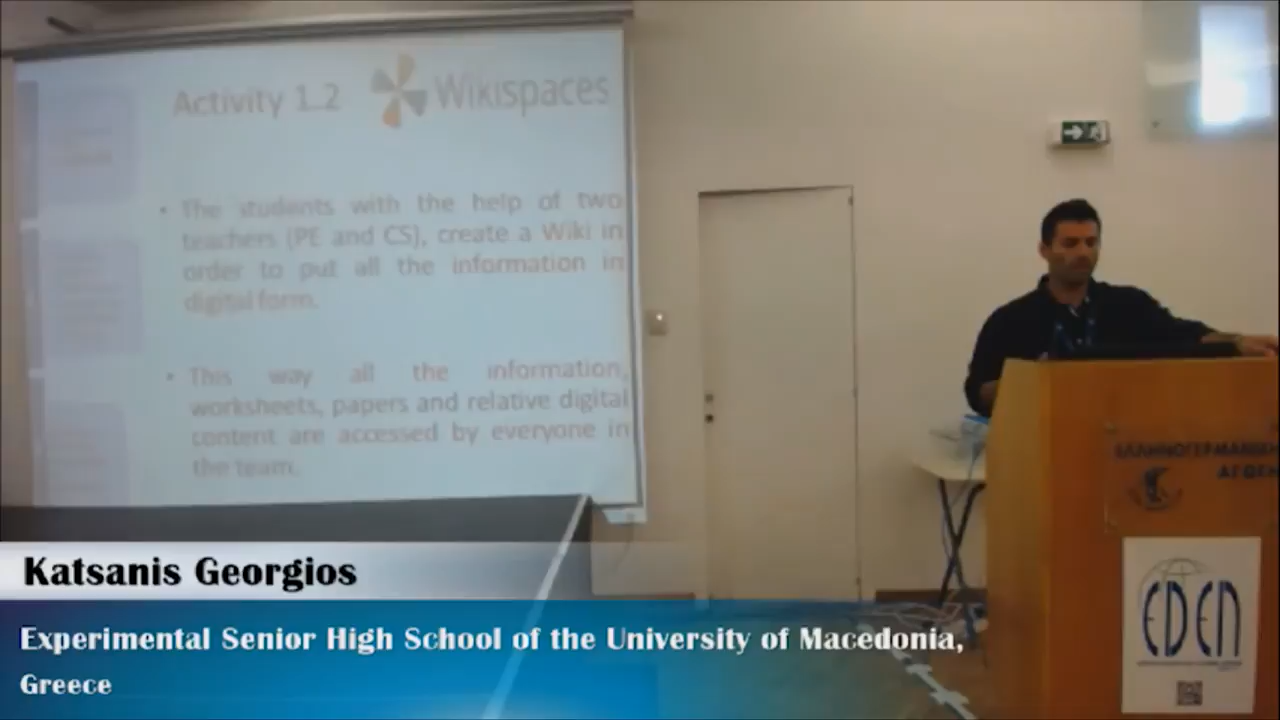 Activity 1.2
Wikispaces
• The students with the help of two
teachers (PE and CS), create a Wiki in
order to put all the information in
digital form.
• This way all the information,
worksheets, papers and relative digital
content are accessed by everyone in
the team.
ΕΛΛΗΝΟΓΕΡΜΑΝΙΚΗ
ΑΓΩΓΗ
EDEN
Katsanis Georgios
Experimental Senior High School of the University of Macedonia,
Greece